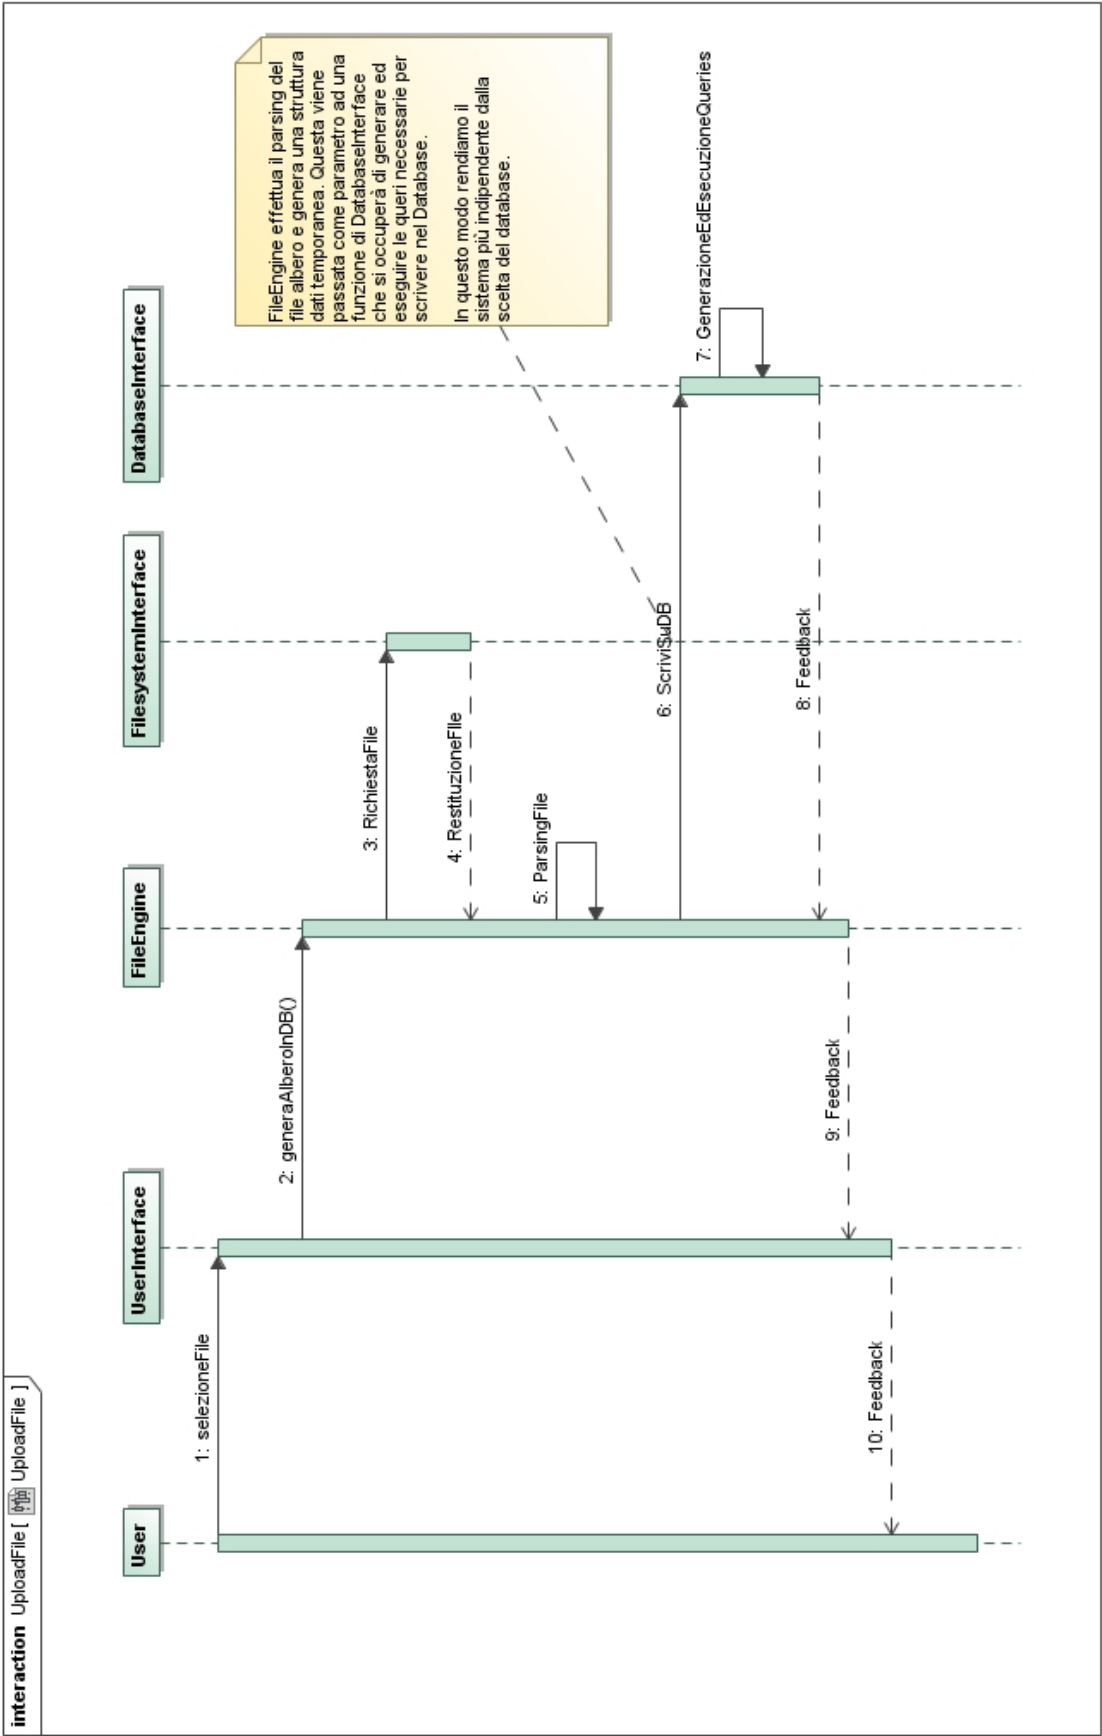 interaction UploadFile [ UploadFile ]
User
UserInterface
FileEngine
FilesystemInterface
DatabaseInterface
1: selezioneFile
2: generaAlberoInDB()
3: RichiestaFile
4: RestituzioneFIle
5: ParsingFile
6: ScriviSuDB
7: GenerazioneEdEsecuzioneQueries
8: Feedback
9: Feedback
10: Feedback
FileEngine effettua il parsing del
file albero e genera una struttura
dati temporanea. Questa viene
passata come parametro ad una
funzione di DatabaseInterface
che si occuperà di generare ed
eseguire le queri necessarie per
scrivere nel Database.
In questo modo rendiamo il
sistema più indipendente dalla
scelta del database.